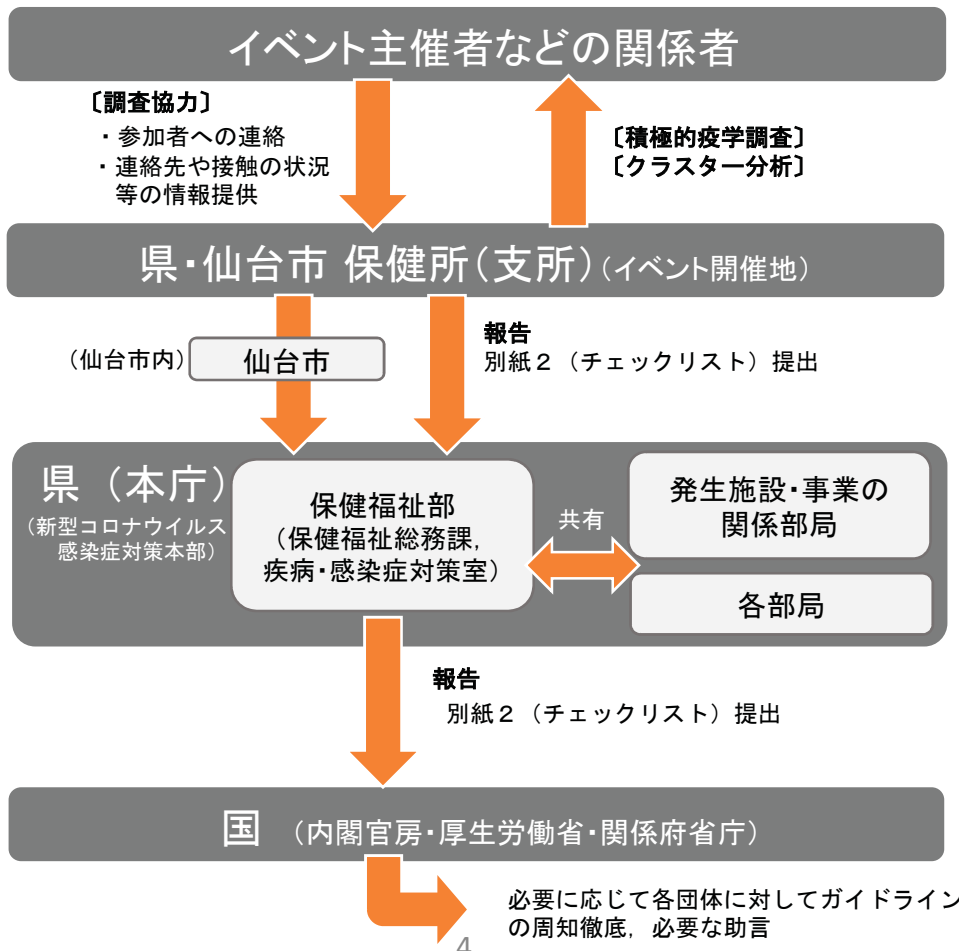 イベント主催者などの関係者
〔調査協力〕
・参加者への連絡
・連絡先や接触の状況
等の情報提供
〔積極的疫学調査〕
〔クラスター分析〕
県・仙台市 保健所(支所)(イベント開催地)
(仙台市内)
仙台市
報告
別紙2(チェックリスト)提出
県(本庁)
(新型コロナウイルス
感染症対策本部)
保健福祉部
(保健福祉総務課,
疾病・感染症対策室)
共有
発生施設・事業の
関係部局
各部局
報告
別紙2(チェックリスト)提出
国 (内閣官房・厚生労働省・関係府省庁)
必要に応じて各団体に対してガイドライン
の周知徹底,必要な助言
4